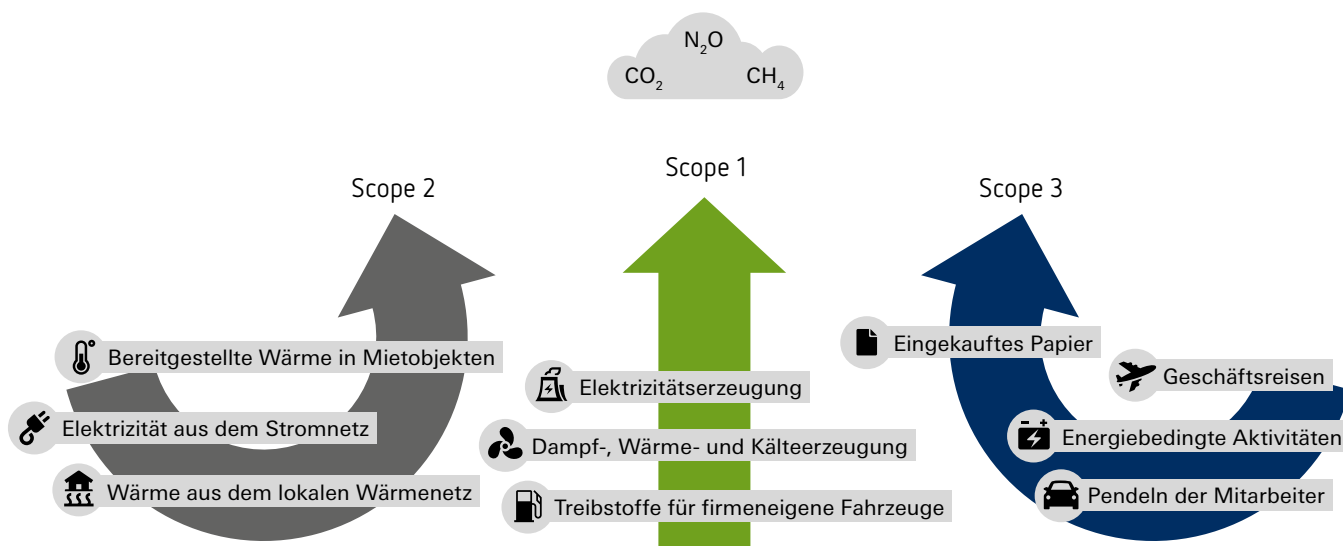 N₂O
CO₂ CH₄
Scope 2
Scope 1
Scope 3
Bereitgestellte Wärme in Mietobjekten
Elektrizität aus dem Stromnetz
Wärme aus dem lokalen Wärmenetz
Elektrizitätserzeugung
Dampf-, Wärme- und Kälteerzeugung
Treibstoffe für firmeneigene Fahrzeuge
Eingekauftes Papier
Geschäftsreisen
Energiebedingte Aktivitäten
Pendeln der Mitarbeiter